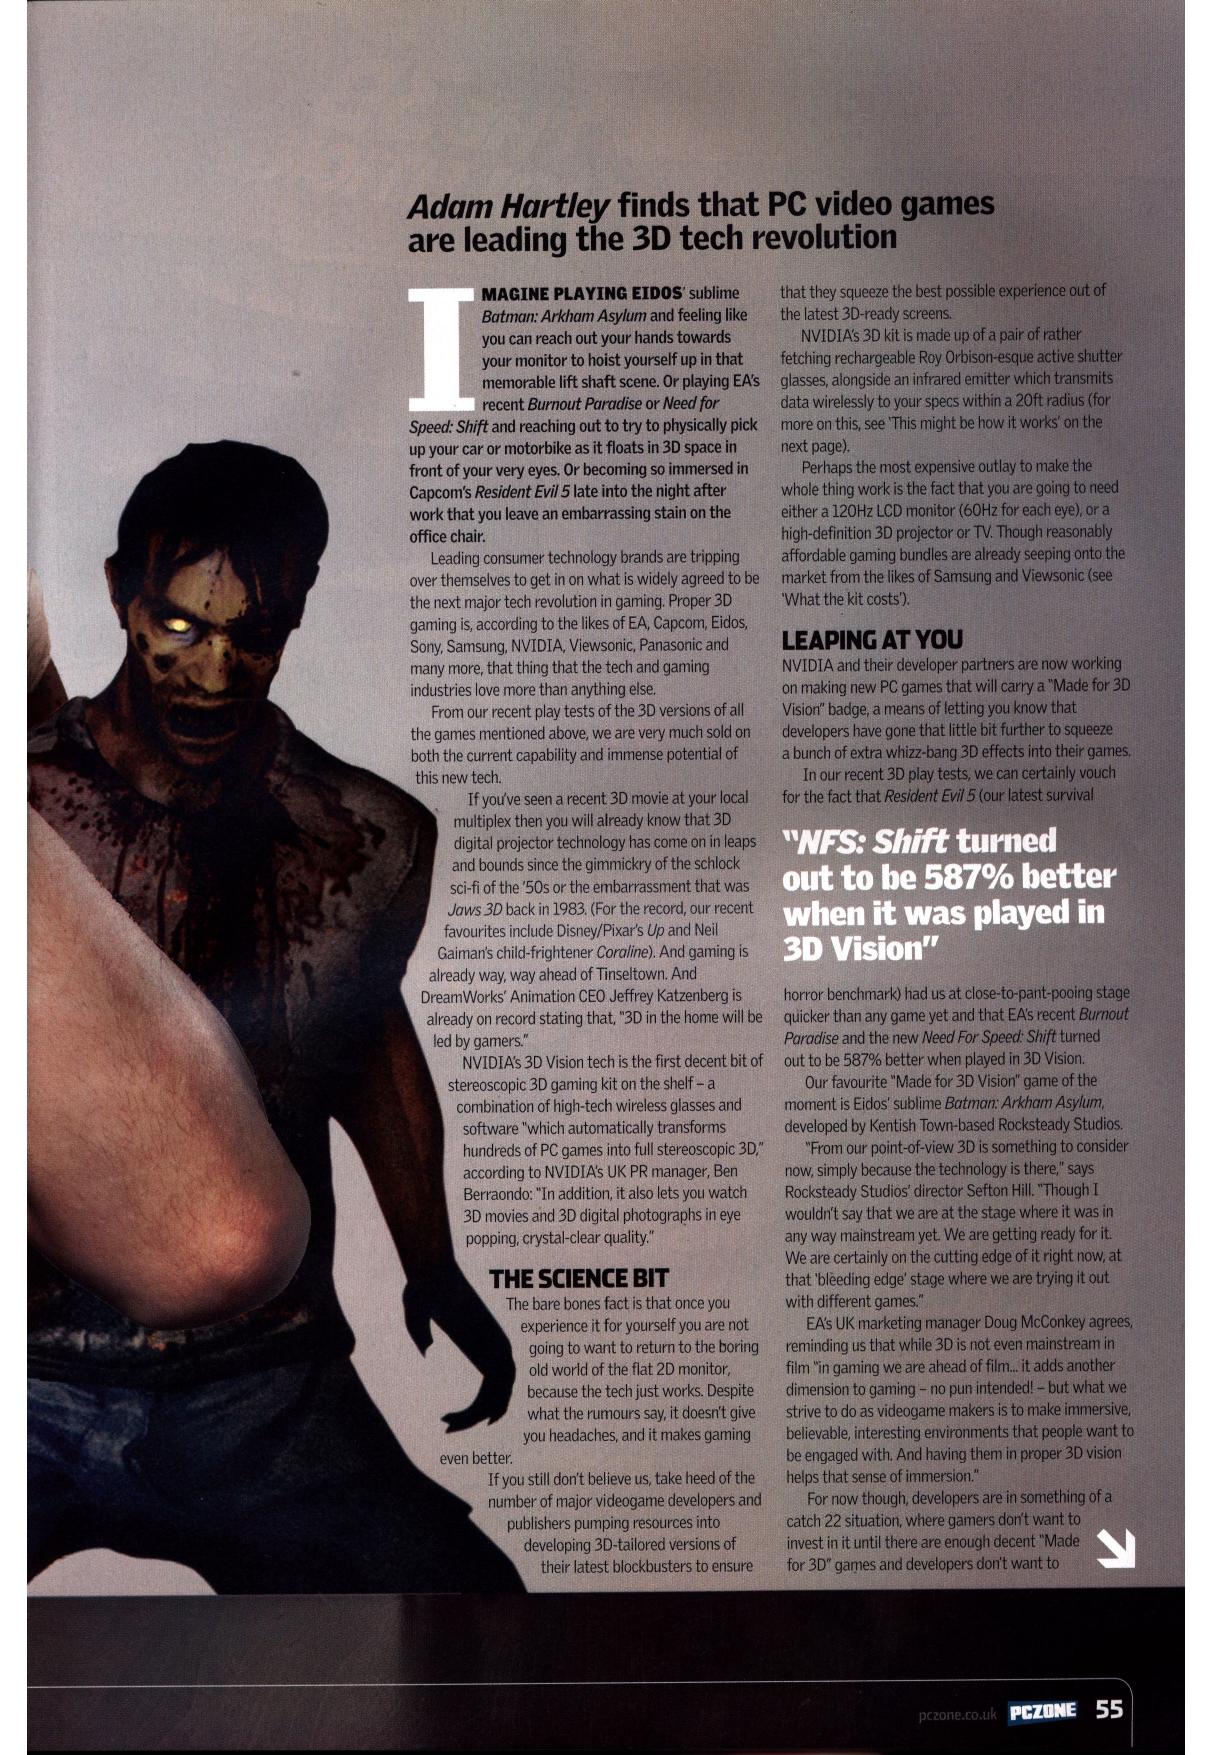 Adam Hartley finds that PC video games
are leading the 3D tech revolution
IMAGINE PLAYING EIDOS' sublime
Batman: Arkham Asylum and feeling like
you can reach out your hands towards
your monitor to hoist yourself up in that
memorable lift shaft scene. Or playing EA's
recent Burnout Paradise or Need for
Speed: Shift and reaching out to try to physically pick
up your car or motorbike as it floats in 3D space in
front of your very eyes. Or becoming so immersed in
Capcom's Resident Evil 5 late into the night after
work that you leave an embarrassing stain on the
office chair.
Leading consumer technology brands are tripping
over themselves to get in on what is widely agreed to be
the next major tech revolution in gaming. Proper 3D
gaming is, according to the likes of EA, Capcom, Eidos,
Sony, Samsung, NVIDIA, Viewsonic, Panasonic and
many more, that thing that the tech and gaming
industries love more than anything else.
From our recent play tests of the 3D versions of all
the games mentioned above, we are very much sold on
both the current capability and immense potential of
this new tech.
If you've seen a recent 3D movie at your local
multiplex then you will already know that 3D
digital projector technology has come on in leaps
and bounds since the gimmickry of the schlock
sci-fi of the '50s or the embarrassment that was
Jaws 3D back in 1983. (For the record, our recent
favourites include Disney/Pixar's Up and Neil
Gaiman's child-frightener Coraline). And gaming is
already way, way ahead of Tinseltown. And
DreamWorks' Animation CEO Jeffrey Katzenberg is
already on record stating that, "3D in the home will be
led by gamers."
NVIDIA's 3D Vision tech is the first decent bit of
stereoscopic 3D gaming kit on the shelf – a
combination of high-tech wireless glasses and
software "which automatically transforms
hundreds of PC games into full stereoscopic 3D,"
according to NVIDIA's UK PR manager, Ben
Berraondo: "In addition, it also lets you watch
3D movies and 3D digital photographs in eye
popping, crystal-clear quality."
THE SCIENCE BIT
The bare bones fact is that once you
experience it for yourself you are not
going to want to return to the boring
old world of the flat 2D monitor,
because the tech just works. Despite
what the rumours say, it doesn't give
you headaches, and it makes gaming
even better.
If you still don't believe us, take heed of the
number of major videogame developers and
publishers pumping resources into
developing 3D-tailored versions of
their latest blockbusters to ensure
that they squeeze the best possible experience out of
the latest 3D-ready screens.
NVIDIA's 3D kit is made up of a pair of rather
fetching rechargeable Roy Orbison-esque active shutter
glasses, alongside an infrared emitter which transmits
data wirelessly to your specs within a 20ft radius (for
more on this, see 'This might be how it works' on the
next page).
Perhaps the most expensive outlay to make the
whole thing work is the fact that you are going to need
either a 120Hz LCD monitor (60Hz for each eye), or a
high-definition 3D projector or TV. Though reasonably
affordable gaming bundles are already seeping onto the
market from the likes of Samsung and Viewsonic (see
'What the kit costs').
LEAPING AT YOU
NVIDIA and their developer partners are now working
on making new PC games that will carry a "Made for 3D
Vision" badge, a means of letting you know that
developers have gone that little bit further to squeeze
a bunch of extra whizz-bang 3D effects into their games.
In our recent 3D play tests, we can certainly vouch
for the fact that Resident Evil 5 (our latest survival
"NFS: Shift turned
out to be 587% better
when it was played in
3D Vision"
horror benchmark) had us at close-to-pant-pooing stage
quicker than any game yet and that EA's recent Burnout
Paradise and the new Need For Speed: Shift turned
out to be 587% better when played in 3D Vision.
Our favourite "Made for 3D Vision" game of the
moment is Eidos' sublime Batman: Arkham Asylum,
developed by Kentish Town-based Rocksteady Studios.
"From our point-of-view 3D is something to consider
now, simply because the technology is there," says
Rocksteady Studios' director Sefton Hill. "Though I
wouldn't say that we are at the stage where it was in
any way mainstream yet. We are getting ready for it.
We are certainly on the cutting edge of it right now, at
that 'bleeding edge' stage where we are trying it out
with different games."
EA's UK marketing manager Doug McConkey agrees,
reminding us that while 3D is not even mainstream in
film "in gaming we are ahead of film... it adds another
dimension to gaming – no pun intended! – but what we
strive to do as videogame makers is to make immersive,
believable, interesting environments that people want to
be engaged with. And having them in proper 3D vision
helps that sense of immersion."
For now though, developers are in something of a
catch 22 situation, where gamers don't want to
invest in it until there are enough decent "Made
for 3D" games and developers don't want to
pczone.co.uk PCZONE 55